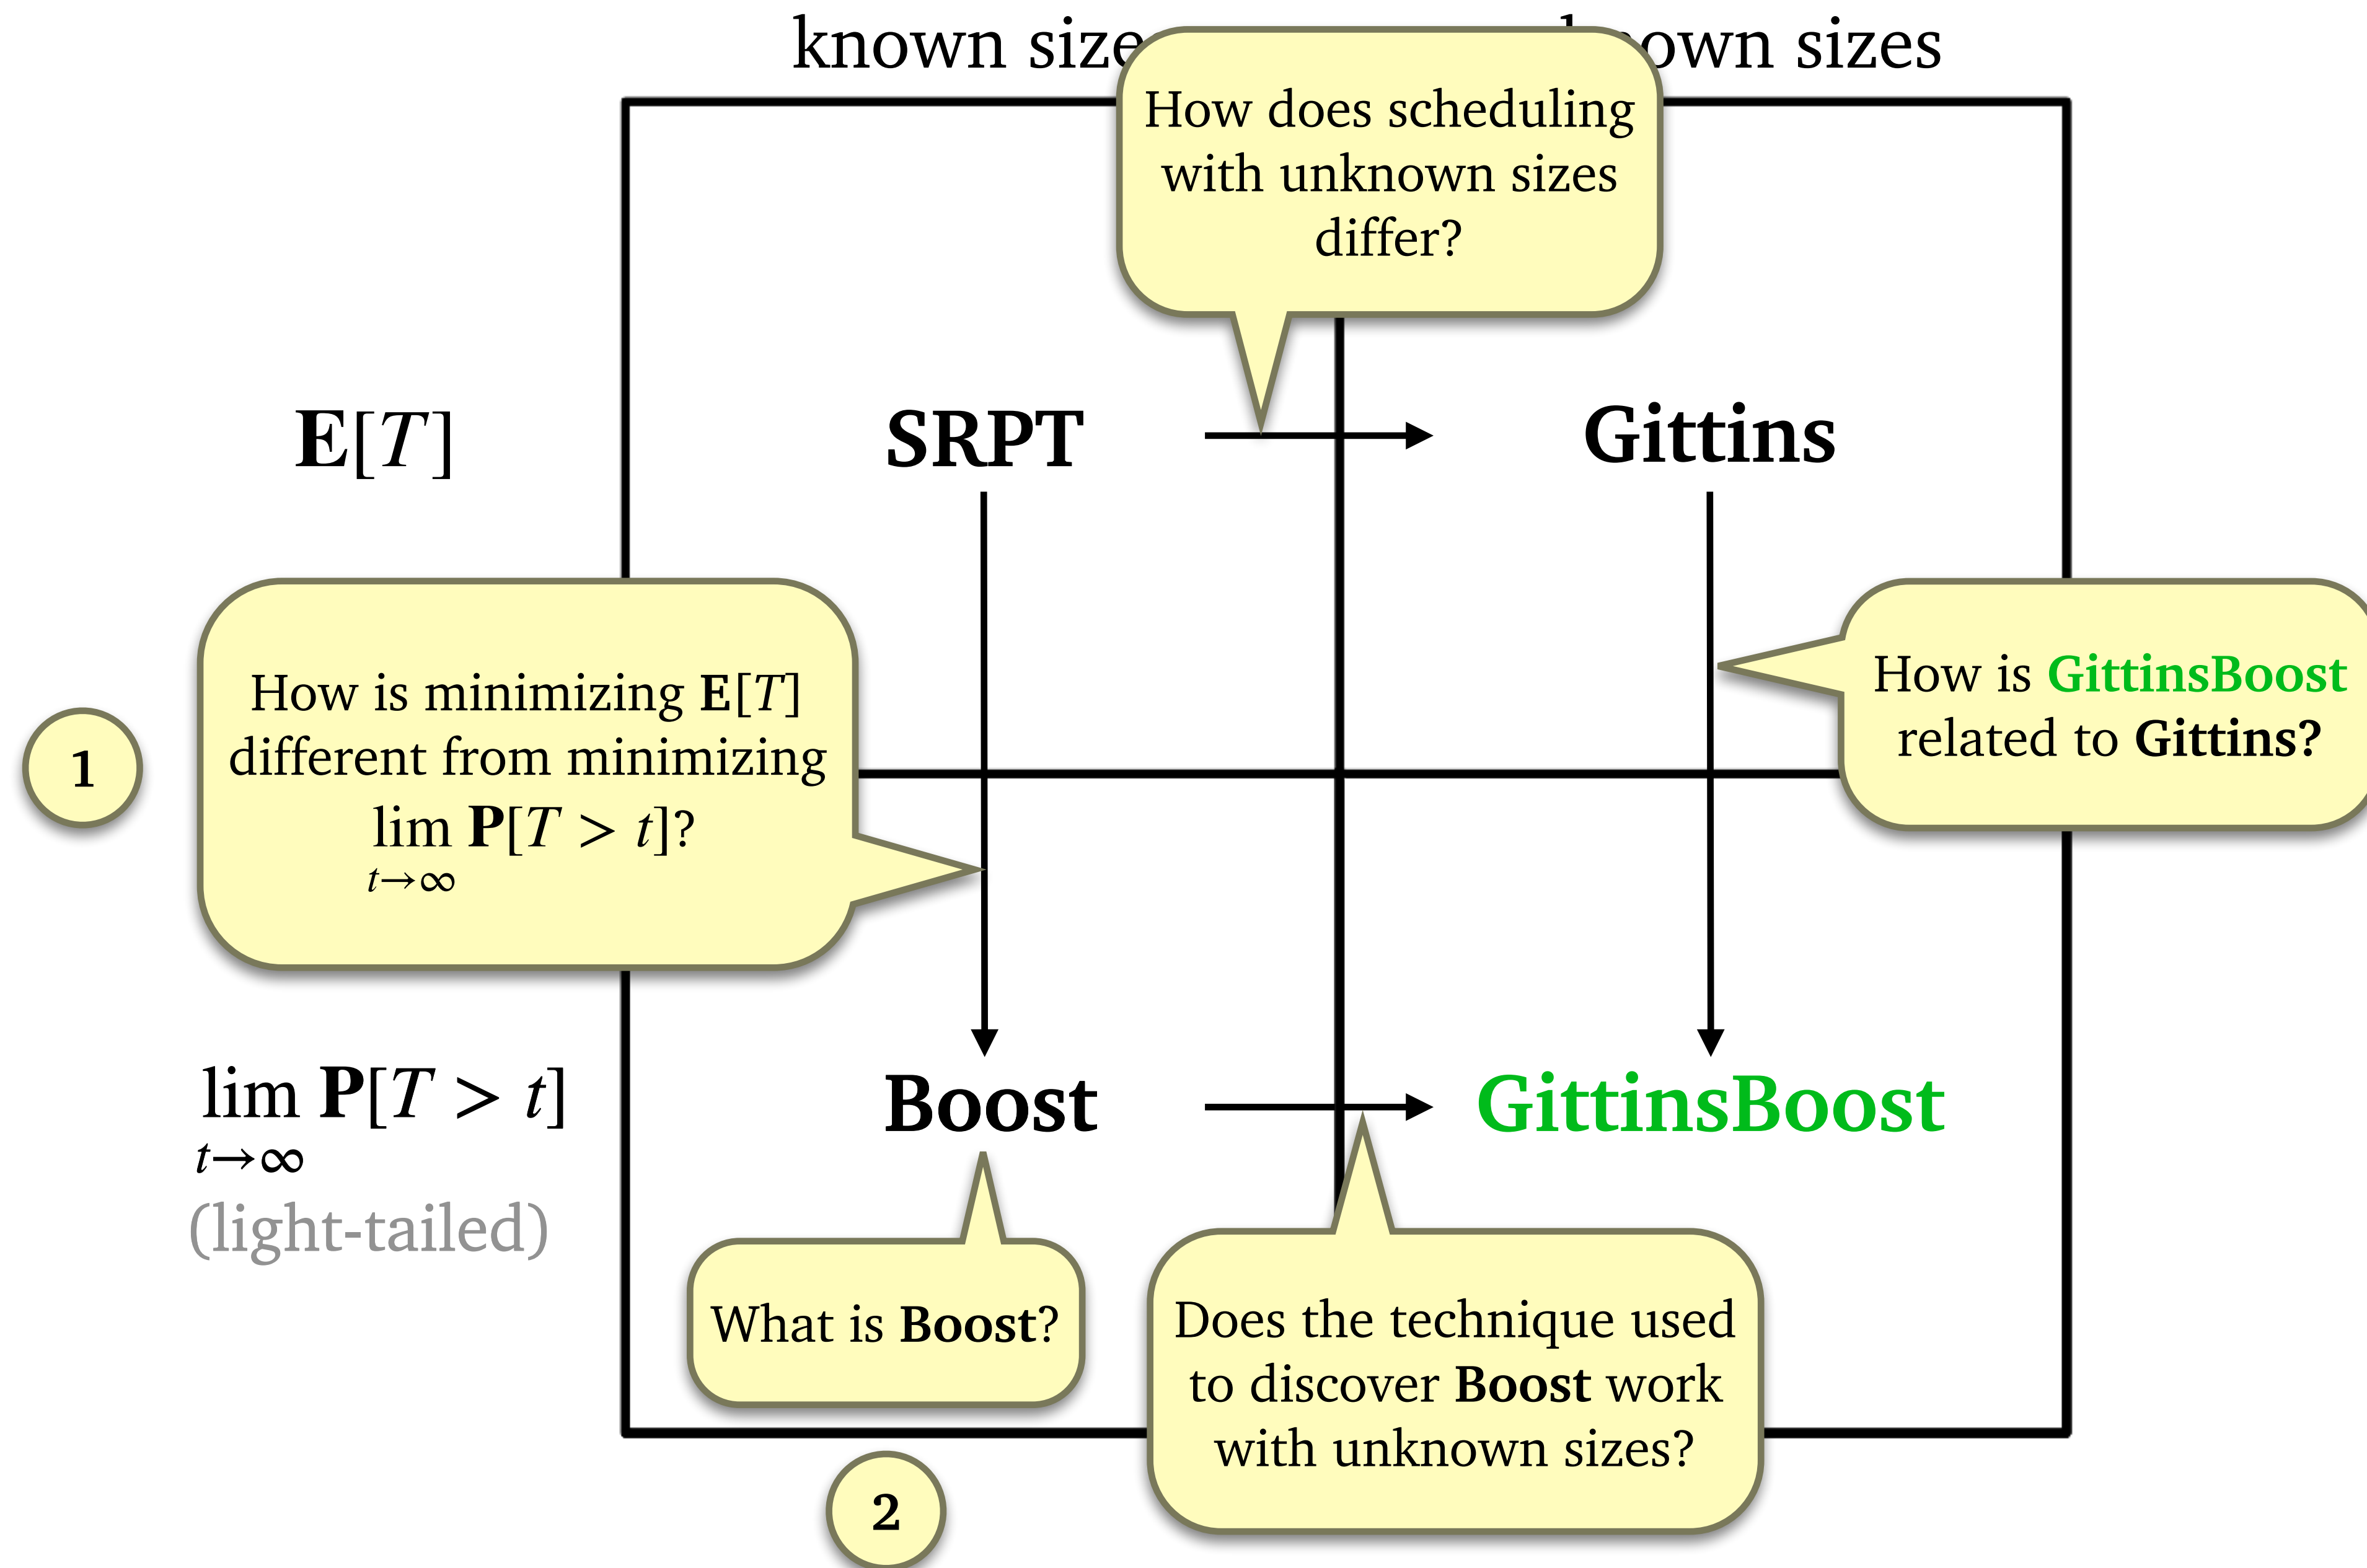 known size
own sizes
How does scheduling
with unknown sizes
differ?
E[T]
SRPT
Gittins
How is minimizing E[T]
different from minimizing
lim P[T > t]?
t→∞
How is GittinsBoost
related to Gittins?
1
lim P[T > t]
t→∞
(light-tailed)
Boost
GittinsBoost
What is Boost?
Does the technique used
to discover Boost work
with unknown sizes?
2